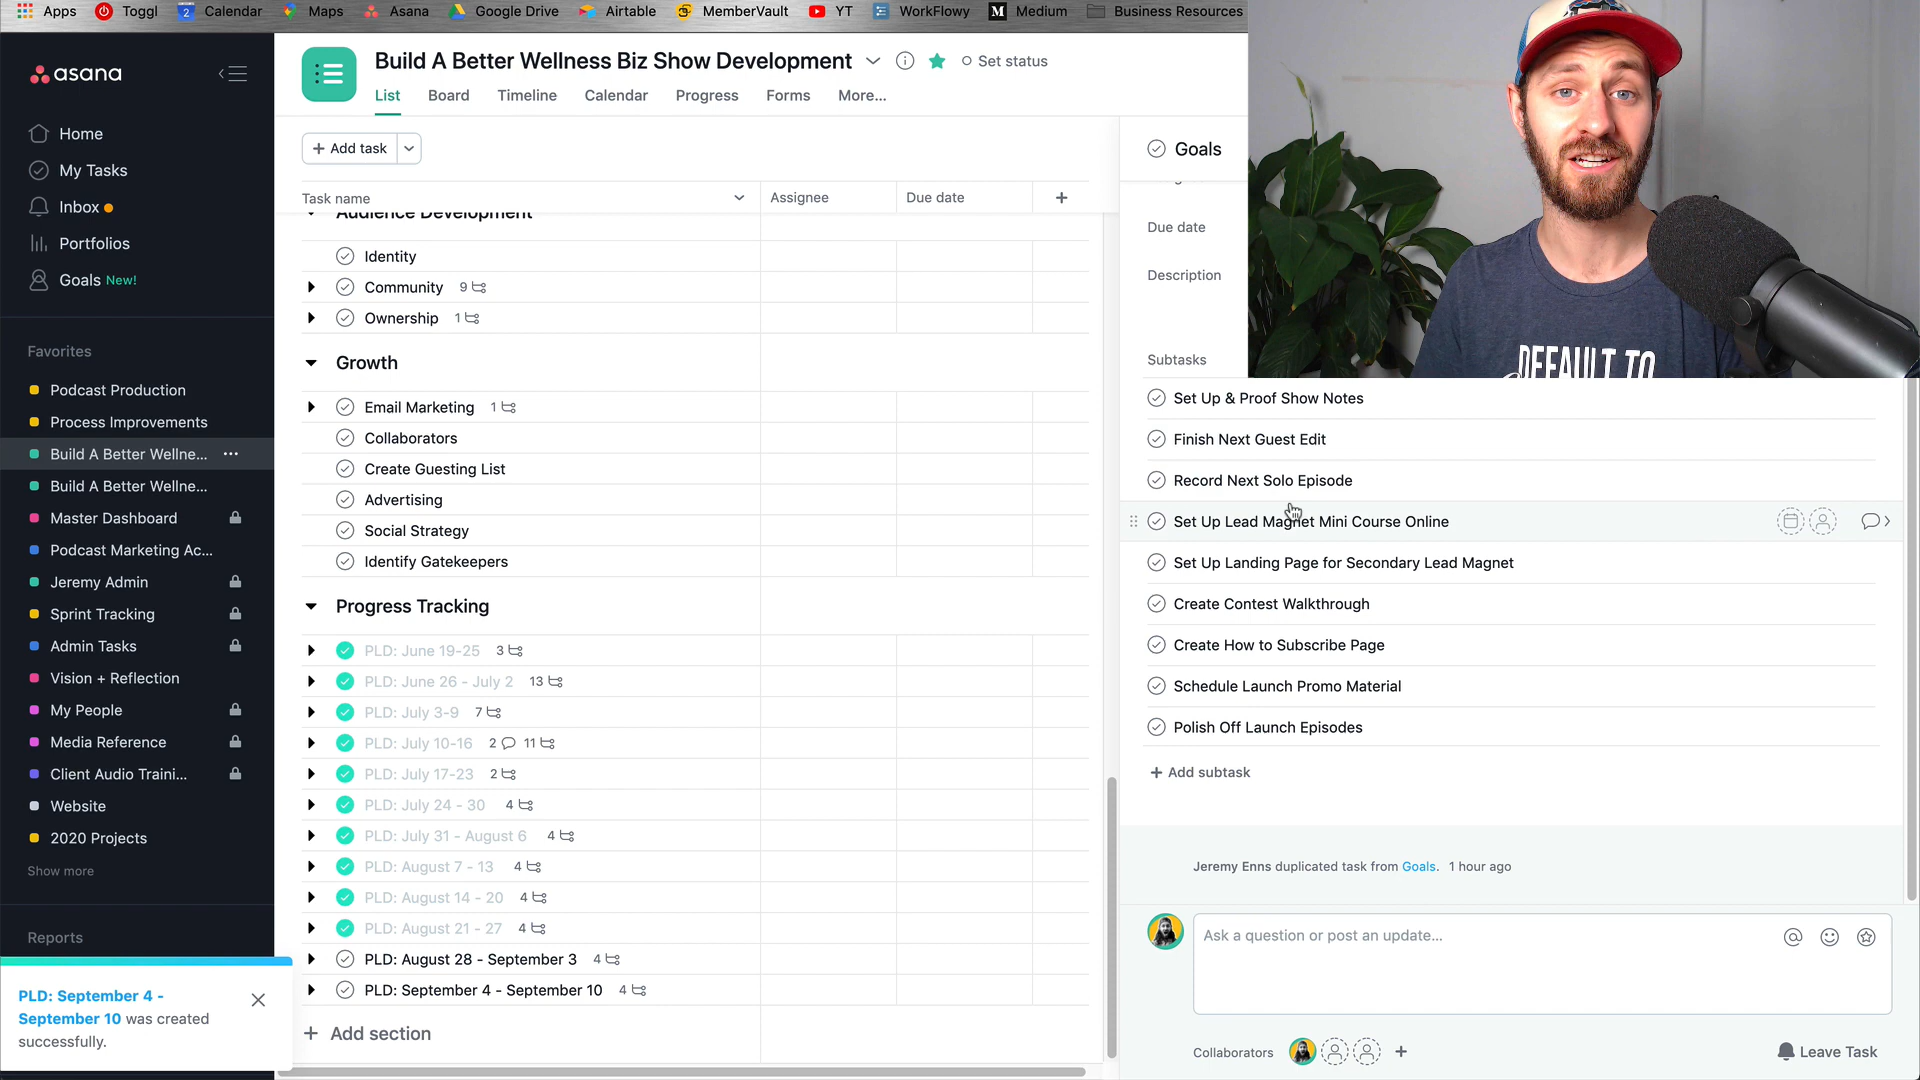 Apps
Toggl
2
Calendar
Maps
Asana
Google Drive
Airtable
MemberVault
YT
WorkFlowy
M
Medium
Business Resources
asana
Home
My Tasks
Inbox
Portfolios
Goals New!
Favorites
Podcast Production
Process Improvements
Build A Better Wellne...
Build A Better Wellne...
Master Dashboard
Podcast Marketing Ac...
Jeremy Admin
Sprint Tracking
Admin Tasks
Vision + Reflection
My People
Media Reference
Client Audio Traini...
Website
2020 Projects
Show more
Reports
PLD: September 4 -
September 10 was created
successfully.
Build A Better Wellness Biz Show Development
Set status
List
Board
Timeline
Calendar
Progress
Forms
More...
+ Add task
Task name
Assignee
Due date
+
Audience Development
Identity
Community 9
Ownership 1
Growth
Email Marketing 1
Collaborators
Create Guesting List
Advertising
Social Strategy
Identify Gatekeepers
Progress Tracking
PLD: June 19-25 3
PLD: June 26 - July 2 13
PLD: July 3-9 7
PLD: July 10-16 2 11
PLD: July 17-23 2
PLD: July 24 - 30 4
PLD: July 31 - August 6 4
PLD: August 7 - 13 4
PLD: August 14 - 20 4
PLD: August 21 - 27 4
PLD: August 28 - September 3 4
PLD: September 4 - September 10 4
+ Add section
Goals
Due date
Description
Subtasks
Set Up & Proof Show Notes
Finish Next Guest Edit
Record Next Solo Episode
Set Up Lead Magnet Mini Course Online
Set Up Landing Page for Secondary Lead Magnet
Create Contest Walkthrough
Create How to Subscribe Page
Schedule Launch Promo Material
Polish Off Launch Episodes
+ Add subtask
Jeremy Enns duplicated task from Goals. 1 hour ago
Ask a question or post an update...
Collaborators
+
Leave Task
DEFAULT TO